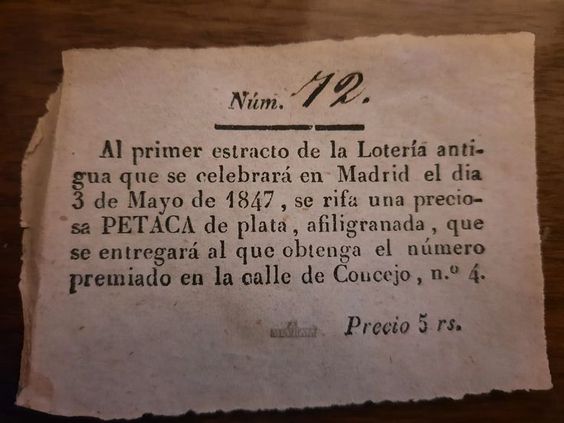 Núm. 12.
Al primer estracto de la Lotería anti-
gua que se celebrará en Madrid el dia
3 de Mayo de 1847, se rifa una precio-
sa PETACA de plata, afiligranada, que
se entregará al que obtenga el número
premiado en la calle de Concejo, n.º 4.
Precio 5 rs.